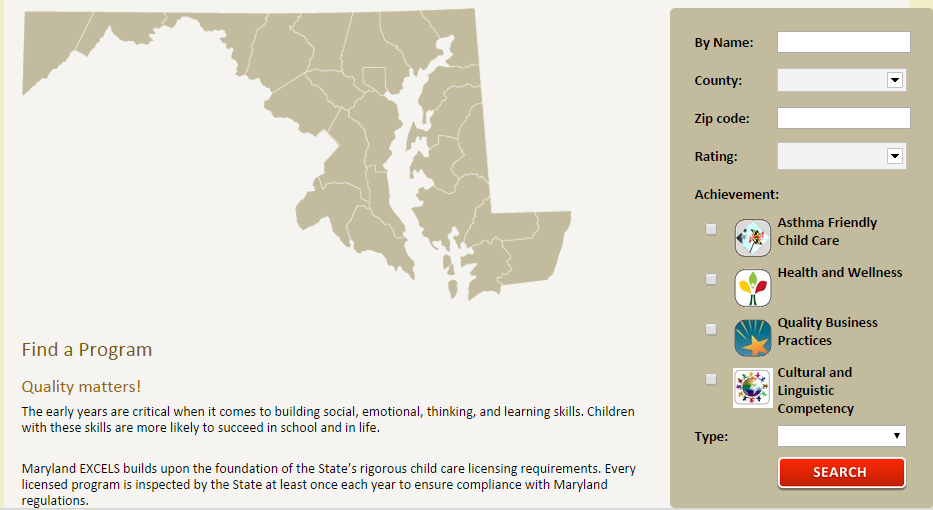 By Name:
County:
Zip code:
Rating:
Achievement:
Asthma Friendly
Child Care
Health and Wellness
Quality Business
Practices
Cultural and
Linguistic
Competency
Type:
SEARCH
Find a Program
Quality matters!
The early years are critical when it comes to building social, emotional, thinking, and learning skills. Children
with these skills are more likely to succeed in school and in life.
Maryland EXCELS builds upon the foundation of the State’s rigorous child care licensing requirements. Every
licensed program is inspected by the State at least once each year to ensure compliance with Maryland
regulations.